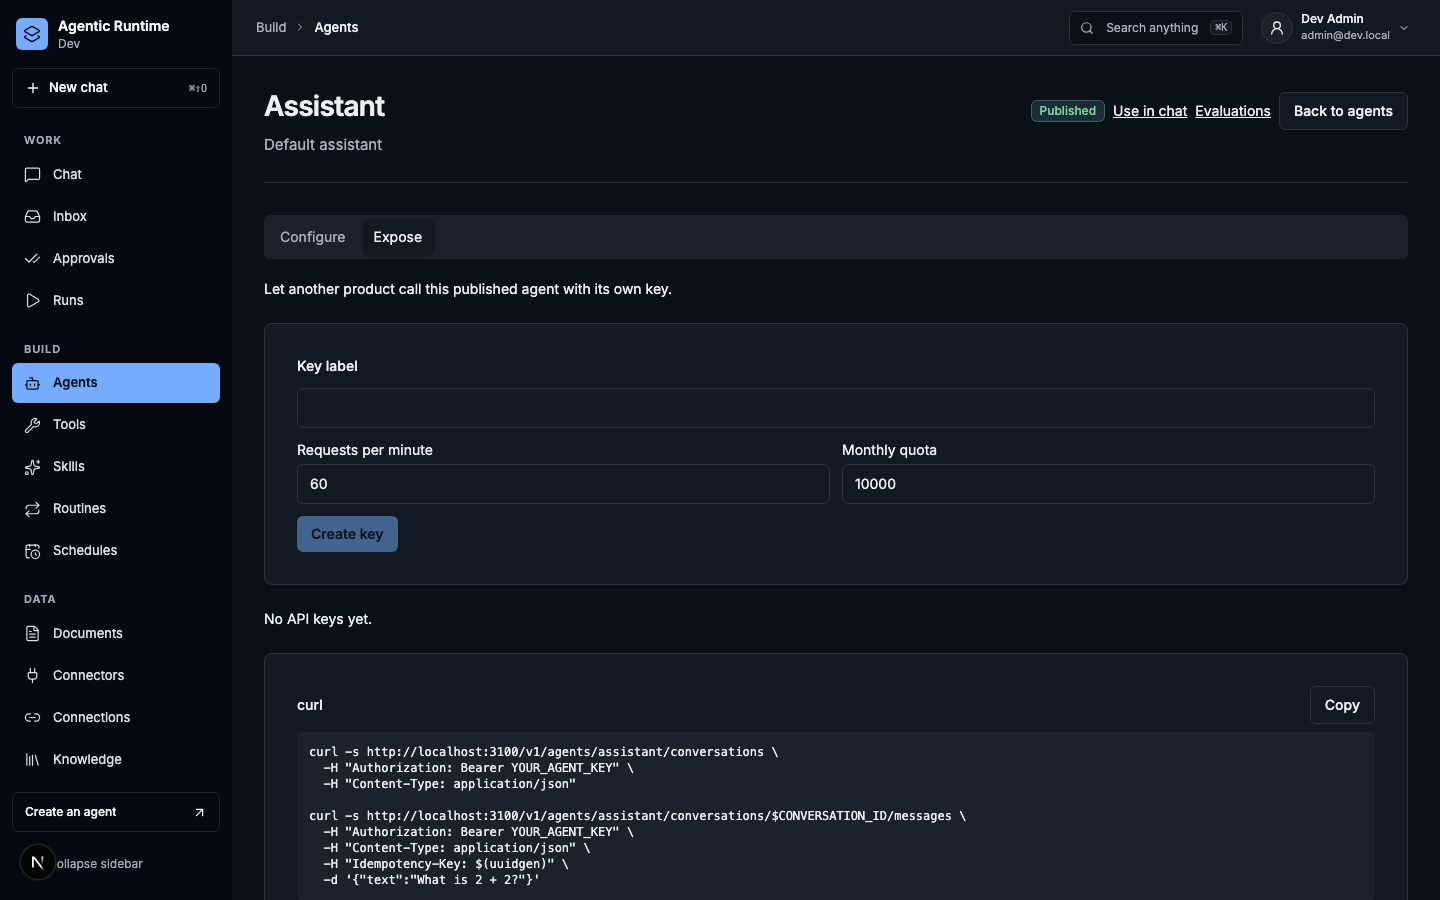 Agentic Runtime
Dev
New chat ⌘⇧O
WORK
Chat
Inbox
Approvals
Runs
BUILD
Agents
Tools
Skills
Routines
Schedules
DATA
Documents
Connectors
Connections
Knowledge
Create an agent
N ollapse sidebar
Build > Agents
Search anything ⌘K
Dev Admin
admin@dev.local
Assistant
Default assistant
Published Use in chat Evaluations Back to agents
Configure Expose
Let another product call this published agent with its own key.
Key label
Requests per minute Monthly quota
60 10000
Create key
No API keys yet.
curl Copy
curl -s http://localhost:3100/v1/agents/assistant/conversations \
  -H "Authorization: Bearer YOUR_AGENT_KEY" \
  -H "Content-Type: application/json"
curl -s http://localhost:3100/v1/agents/assistant/conversations/$CONVERSATION_ID/messages \
  -H "Authorization: Bearer YOUR_AGENT_KEY" \
  -H "Content-Type: application/json" \
  -H "Idempotency-Key: $(uuidgen)" \
  -d '{"text":"What is 2 + 2?"}'